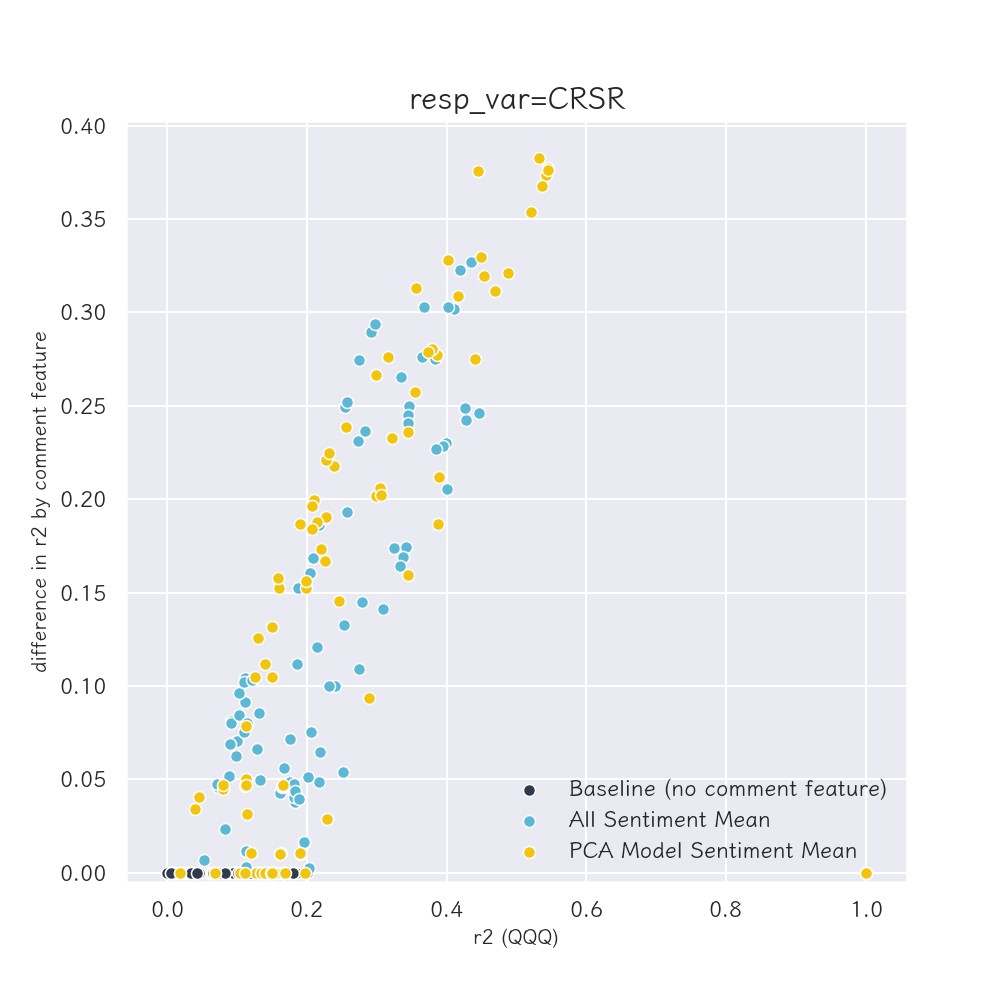 resp_var=CRSR
0.40
0.35
0.30
0.25
0.20
0.15
0.10
0.05
0.00
difference in r2 by comment feature
Baseline (no comment feature)
All Sentiment Mean
PCA Model Sentiment Mean
0.0 0.2 0.4 0.6 0.8 1.0
r2 (QQQ)